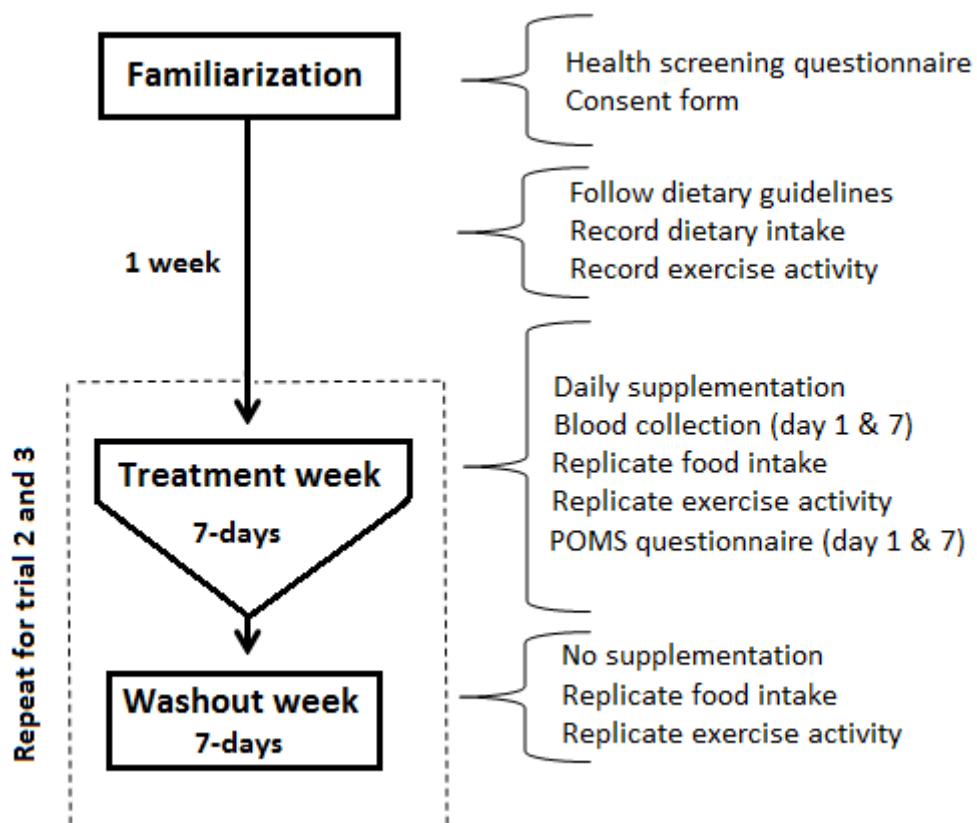 Familiarization
Health screening questionnaire
Consent form
1 week
Follow dietary guidelines
Record dietary intake
Record exercise activity
Repeat for trial 2 and 3
Treatment week
7-days
Daily supplementation
Blood collection (day 1 & 7)
Replicate food intake
Replicate exercise activity
POMS questionnaire (day 1 & 7)
Washout week
7-days
No supplementation
Replicate food intake
Replicate exercise activity